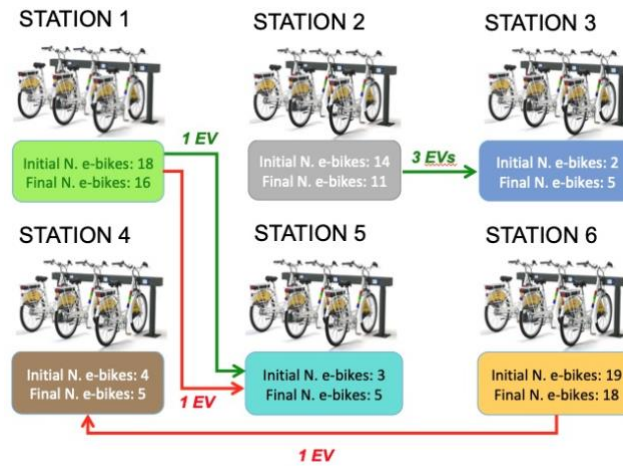 STATION 1
STATION 2
STATION 3
1 EV
Initial N. e-bikes: 18
Final N. e-bikes: 16
Initial N. e-bikes: 14
Final N. e-bikes: 11
3 EVs
Initial N. e-bikes: 2
Final N. e-bikes: 5
STATION 4
STATION 5
STATION 6
Initial N. e-bikes: 4
Final N. e-bikes: 5
1 EV
Initial N. e-bikes: 3
Final N. e-bikes: 5
Initial N. e-bikes: 19
Final N. e-bikes: 18
1 EV